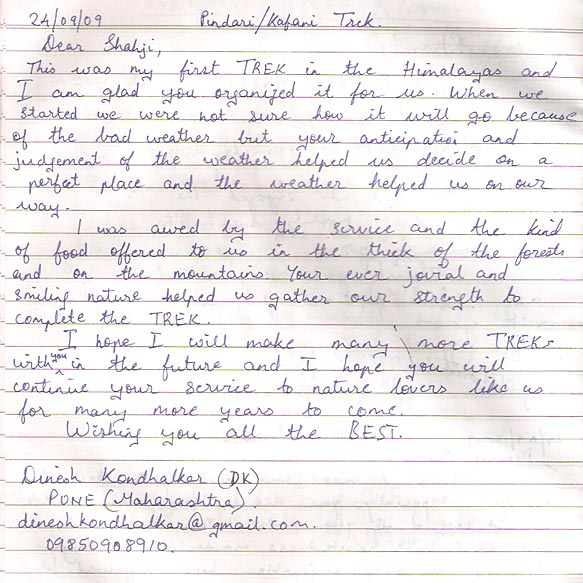 24/09/09 Pindari/Kafani Trek.
Dear Shahji,
This was my first TREK in the Himalayas and
I am glad you organized it for us. When we
started we were not sure how it will go because
of the bad weather but your anticipation and
judgement of the weather helped us decide on a
perfect place and the weather helped us on our
way.
I was awed by the service and the kind
of food offered to us in the thick of the forests
and on the mountains. Your ever jovial and
smiling nature helped us gather our strength to
complete the TREK.
I hope I will make many more TREKs
with you in the future and I hope you will
continue your service to nature lovers like us
for many more years to come.
Wishing you all the BEST.
Dinesh Kondhalkar (DK)
PUNE (Maharashtra).
dineshkondhalkar@gmail.com.
09850908910.